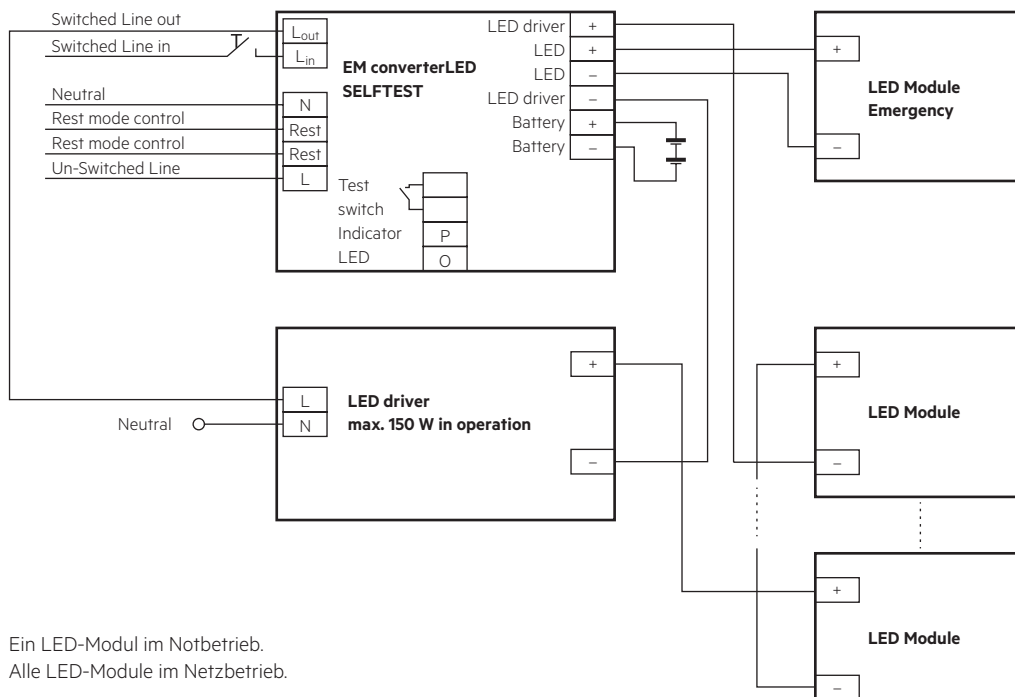 Switched Line out
Switched Line in
Neutral
Rest mode control
Rest mode control
Un-Switched Line
Lout
Lin
N
Rest
Rest
L
EM converterLED
SELFTEST
Test
switch
Indicator
LED
P
O
LED driver +
LED +
LED –
LED driver –
Battery +
Battery –
+
–
LED Module
Emergency
Neutral
L
N
LED driver
max. 150 W in operation
+
–
+
–
LED Module
+
–
LED Module
Ein LED-Modul im Notbetrieb.
Alle LED-Module im Netzbetrieb.